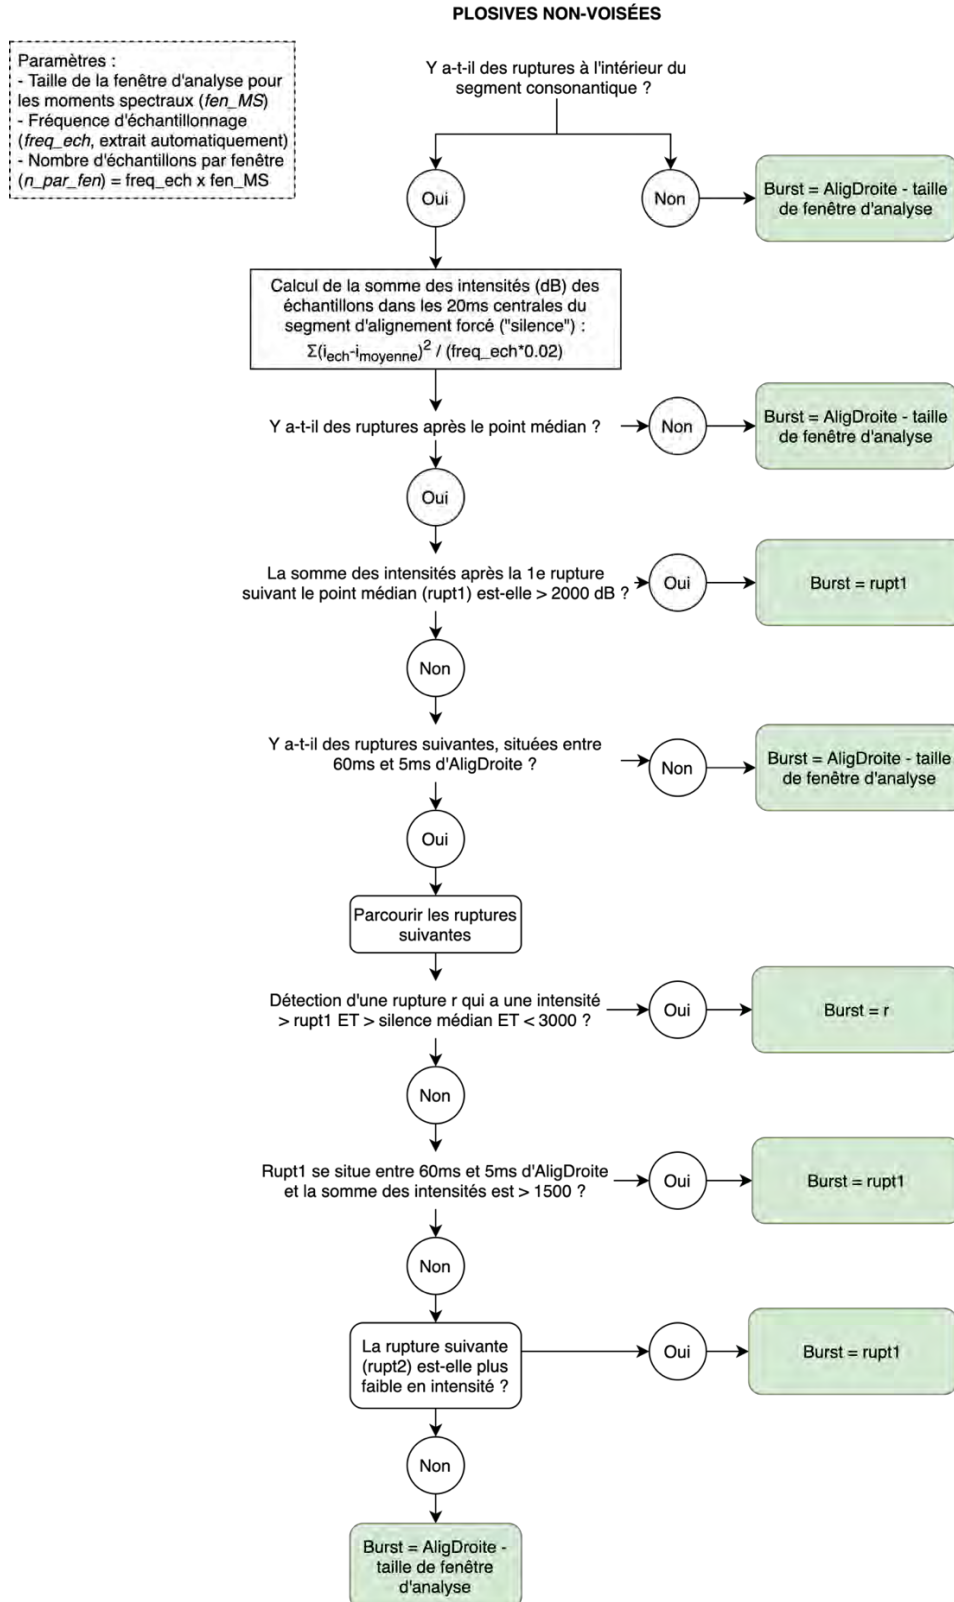 PLOSIVES NON-VOISÉES
Paramètres :
- Taille de la fenêtre d'analyse pour
les moments spectraux (fen_MS)
- Fréquence d'échantillonnage
(freq_ech, extrait automatiquement)
- Nombre d'échantillons par fenêtre
(n_par_fen) = freq_ech x fen_MS
Y a-t-il des ruptures à l'intérieur du
segment consonantique ?
Oui
Non
Burst = AligDroite - taille
de fenêtre d'analyse
Calcul de la somme des intensités (dB) des
échantillons dans les 20ms centrales du
segment d'alignement forcé ("silence") :
Σ(i_ech-i_moyenne)² / (freq_ech*0.02)
Y a-t-il des ruptures après le point médian ?
Non
Burst = AligDroite - taille
de fenêtre d'analyse
Oui
La somme des intensités après la 1e rupture
suivant le point médian (rupt1) est-elle > 2000 dB ?
Oui
Burst = rupt1
Non
Y a-t-il des ruptures suivantes, situées entre
60ms et 5ms d'AligDroite ?
Non
Burst = AligDroite - taille
de fenêtre d'analyse
Oui
Parcourir les ruptures
suivantes
Détection d'une rupture r qui a une intensité
> rupt1 ET > silence médian ET < 3000 ?
Oui
Burst = r
Non
Rupt1 se situe entre 60ms et 5ms d'AligDroite
et la somme des intensités est > 1500 ?
Oui
Burst = rupt1
Non
La rupture suivante
(rupt2) est-elle plus
faible en intensité ?
Oui
Burst = rupt1
Non
Burst = AligDroite -
taille de fenêtre
d'analyse